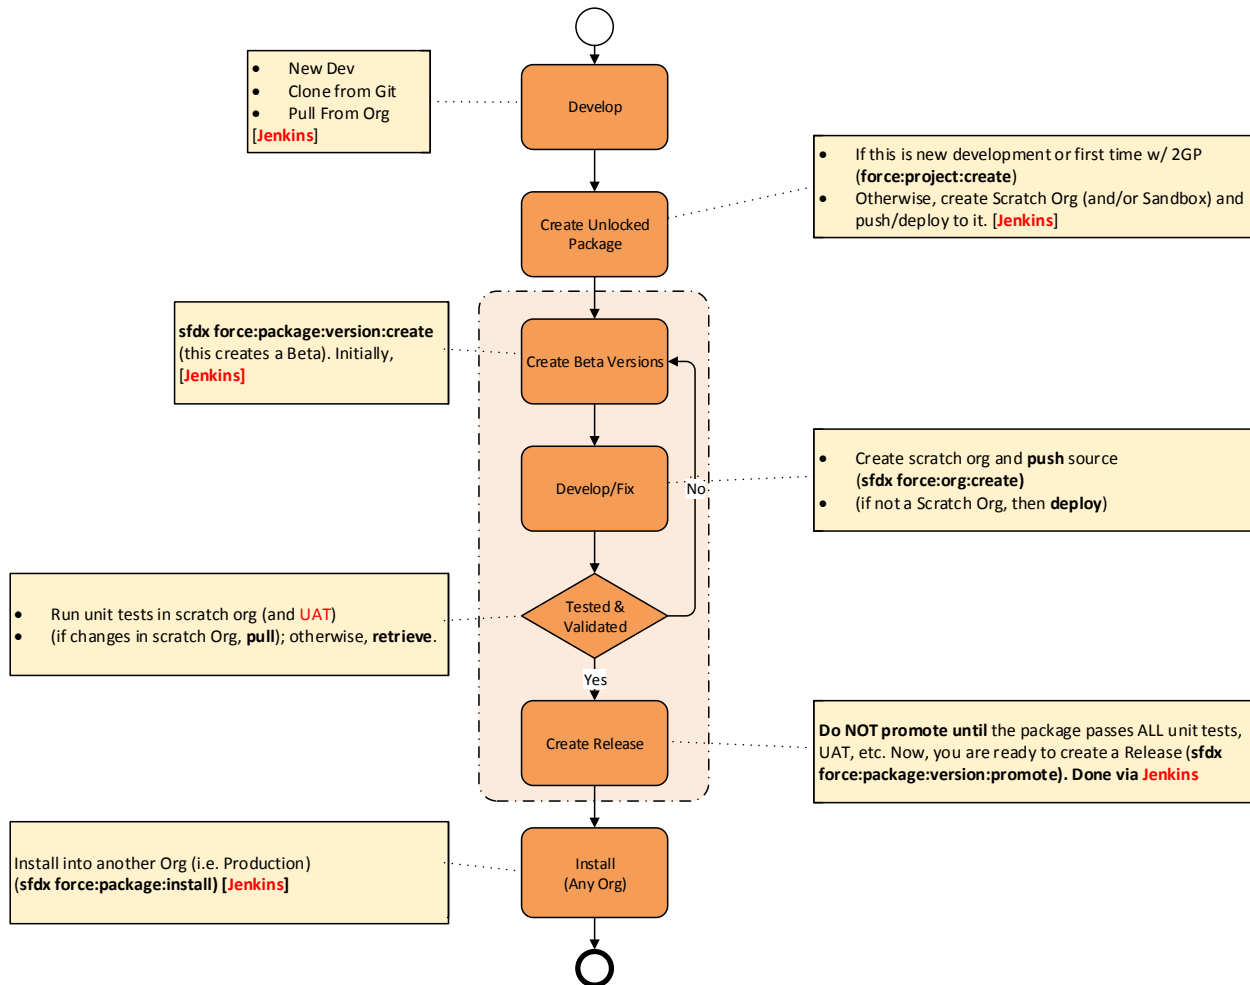 • New Dev
• Clone from Git
• Pull From Org
[Jenkins]
Develop
• If this is new development or first time w/ 2GP
(force:project:create)
• Otherwise, create Scratch Org (and/or Sandbox) and
push/deploy to it. [Jenkins]
Create Unlocked
Package
sfdx force:package:version:create
(this creates a Beta). Initially,
[Jenkins]
Create Beta Versions
• Create scratch org and push source
(sfdx force:org:create)
• (if not a Scratch Org, then deploy)
Develop/Fix
No
• Run unit tests in scratch org (and UAT)
• (if changes in scratch Org, pull); otherwise, retrieve.
Tested &
Validated
Yes
Do NOT promote until the package passes ALL unit tests,
UAT, etc. Now, you are ready to create a Release (sfdx
force:package:version:promote). Done via Jenkins
Create Release
Install into another Org (i.e. Production)
(sfdx force:package:install) [Jenkins]
Install
(Any Org)